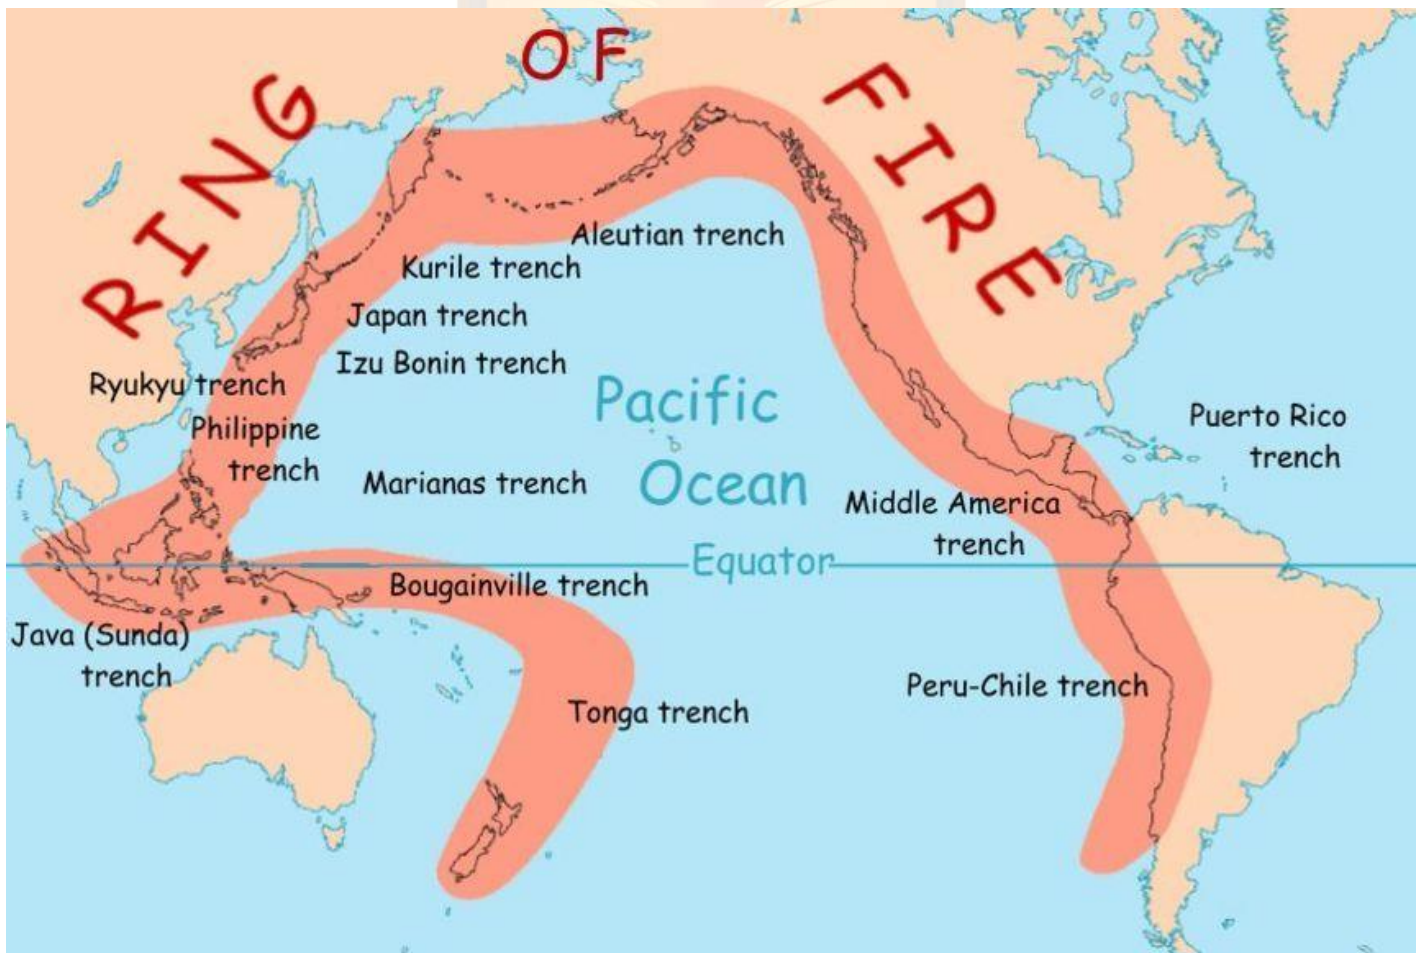 RING OF FIRE
Aleutian trench
Kurile trench
Japan trench
Izu Bonin trench
Ryukyu trench
Philippine
trench
Marianas trench
Pacific
Ocean
Equator
Puerto Rico
trench
Middle America
trench
Bougainville trench
Java (Sunda)
trench
Tonga trench
Peru-Chile trench